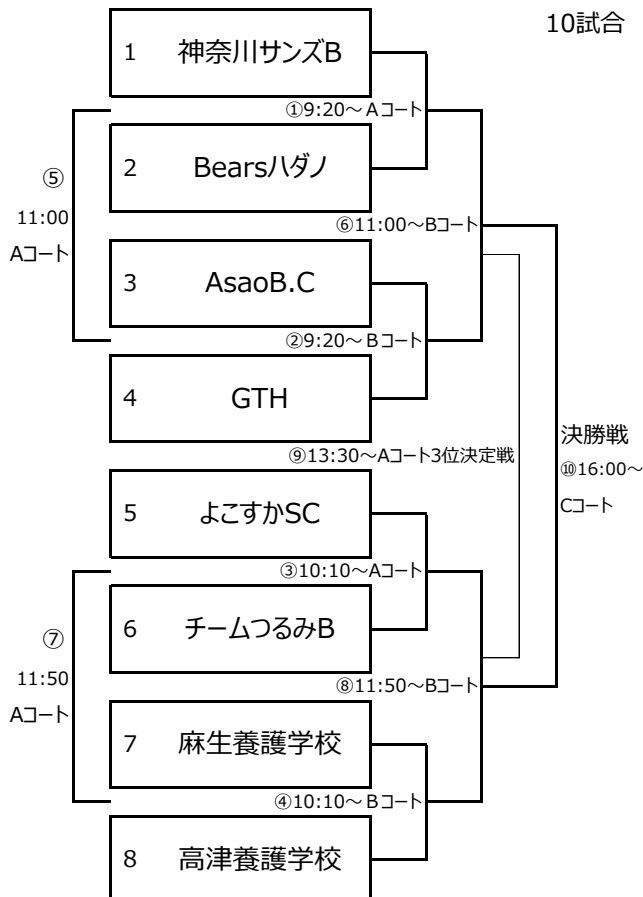 10試合
1 神奈川サンズB
①9:20～Aコート
2 Bearsハダノ
⑤
11:00
Aコート
⑥11:00～Bコート
3 AsaoB.C
②9:20～Bコート
4 GTH
決勝戦
⑩16:00～
Cコート
⑨13:30～Aコート3位決定戦
5 よこすかSC
③10:10～Aコート
6 チームつるみB
⑦
11:50
Aコート
⑧11:50～Bコート
7 麻生養護学校
④10:10～Bコート
8 高津養護学校